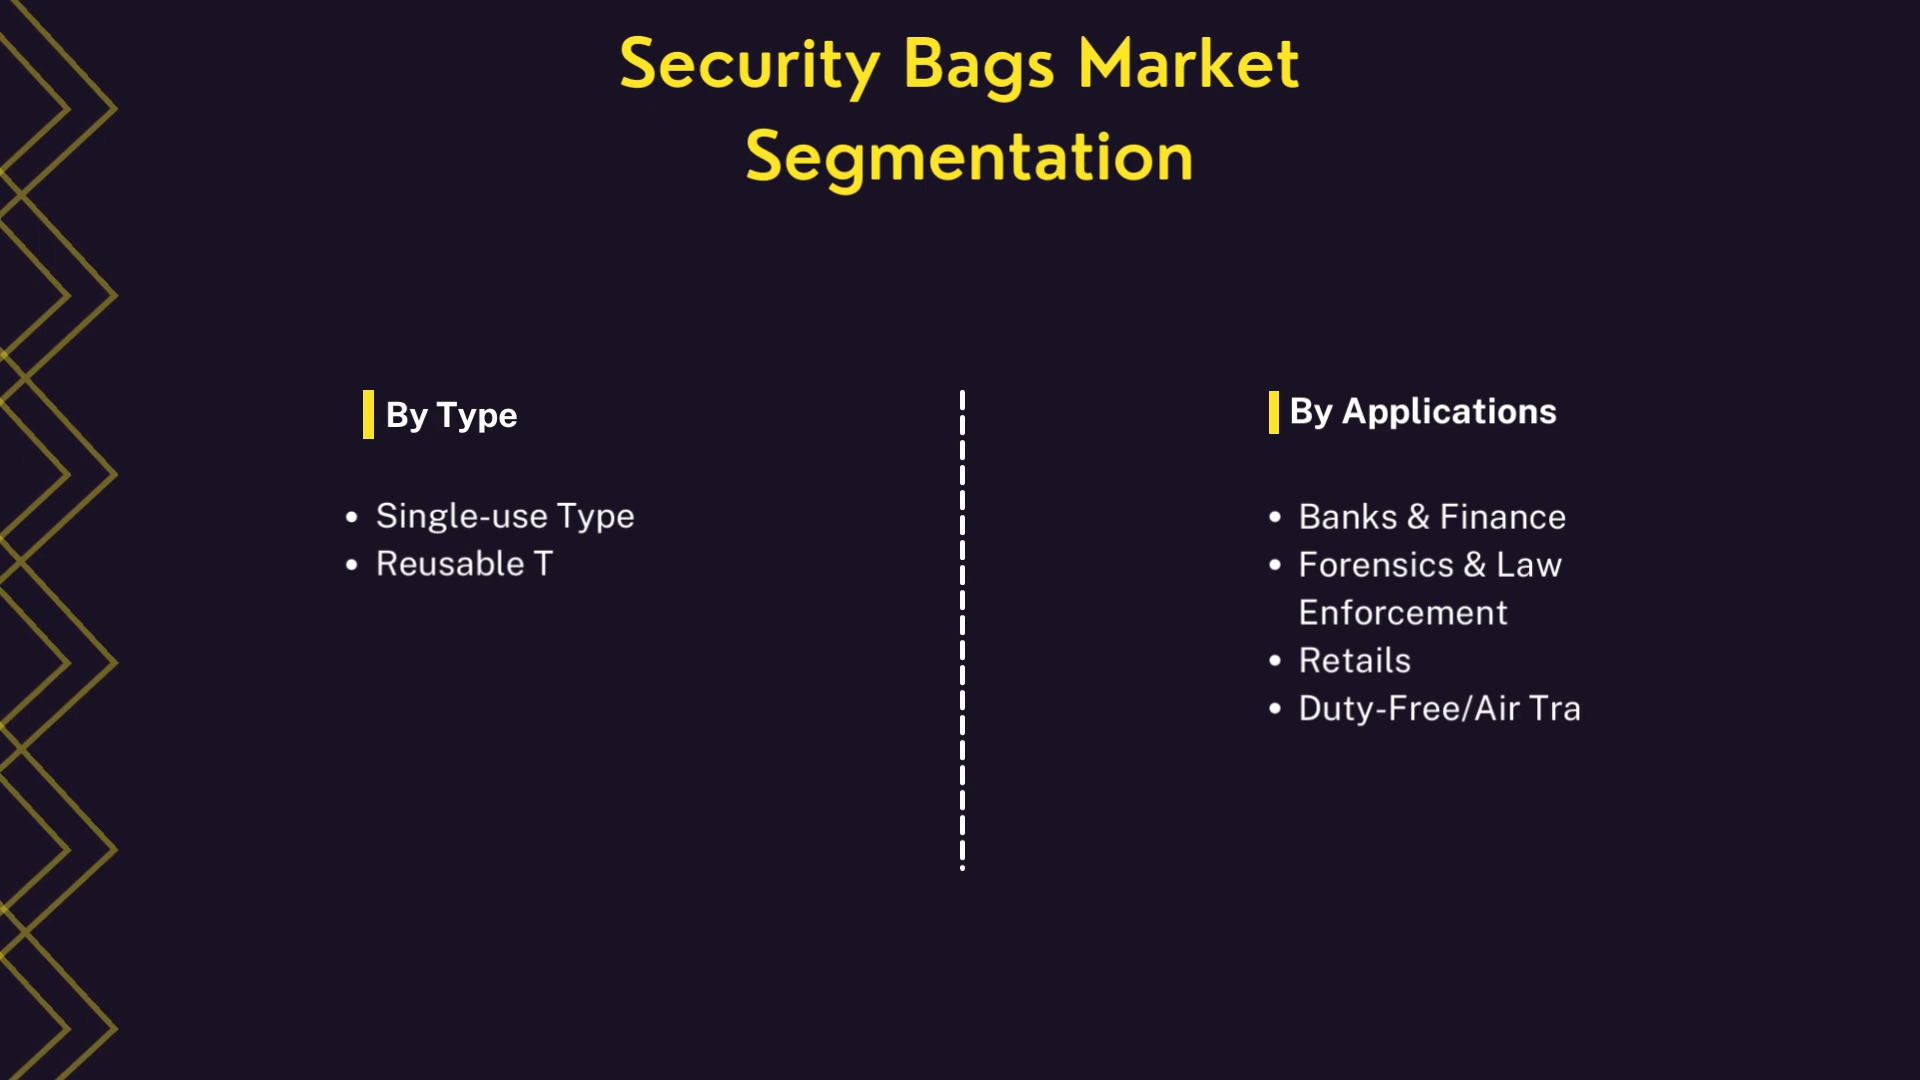 Security Bags Market
Segmentation
By Type
• Single-use Type
• Reusable T
By Applications
• Banks & Finance
• Forensics & Law
Enforcement
• Retails
• Duty-Free/Air Tra